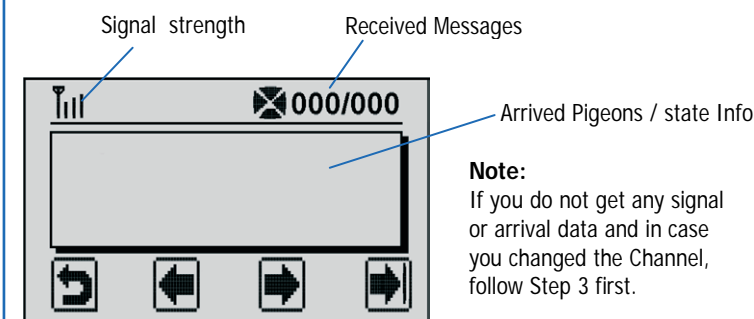 Signal strength
Received Messages
000/000
Arrived Pigeons / state Info
Note:
If you do not get any signal
or arrival data and in case
you changed the Channel,
follow Step 3 first.